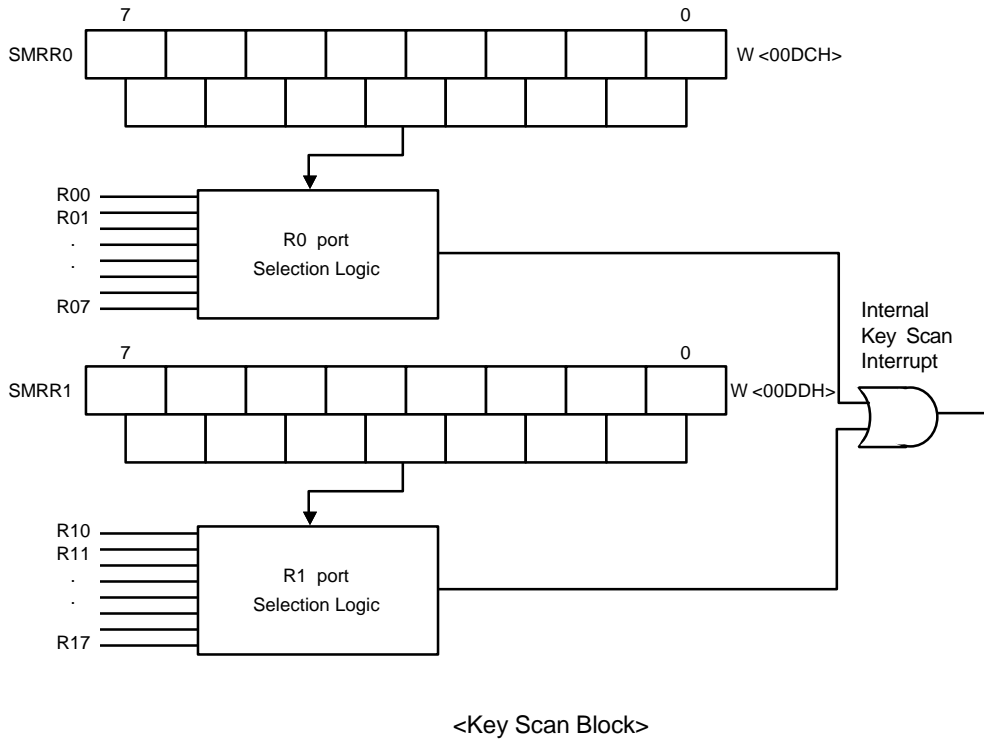 7 0
SMRR0 W <00DCH>
R00
R01
.
.
R07
R0 port
Selection Logic
Internal
Key Scan
Interrupt
7 0
SMRR1 W <00DDH>
R10
R11
.
.
R17
R1 port
Selection Logic
<Key Scan Block>